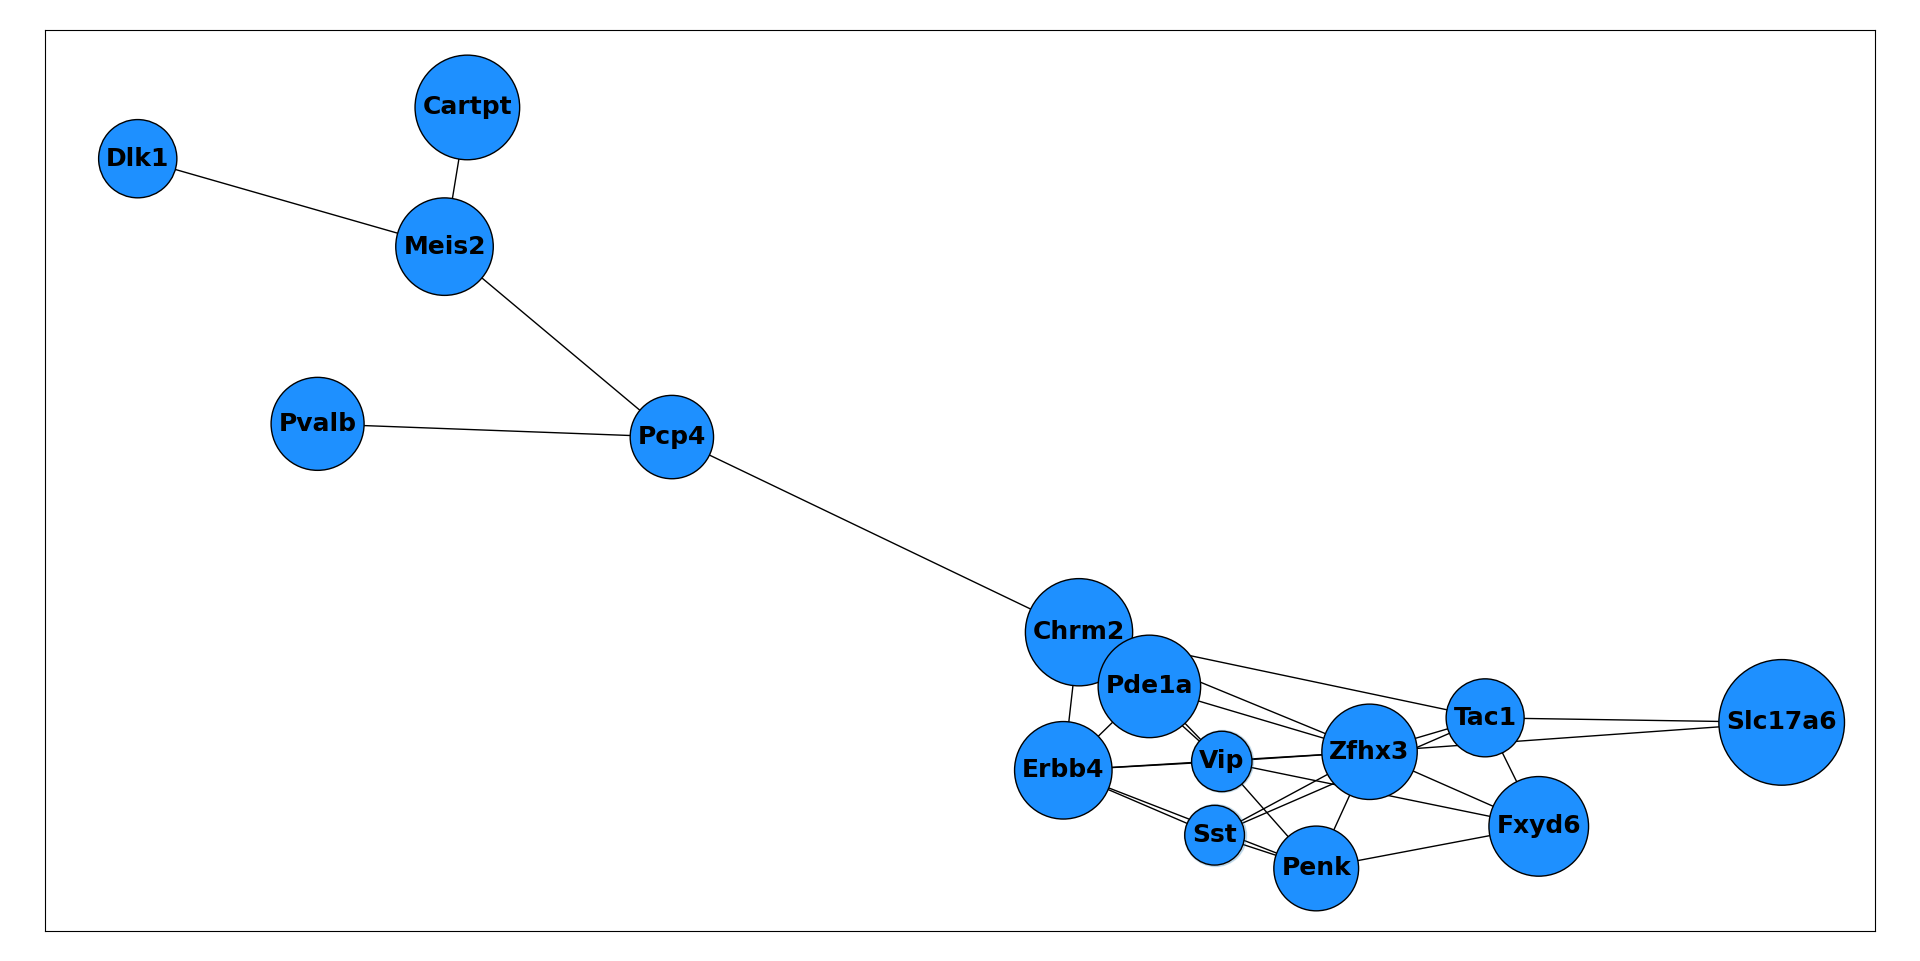 Cartpt
Dlk1
Meis2
Pvalb
Pcp4
Chrm2
Pde1a
Tac1
Slc17a6
Zfhx3
Vip
Erbb4
Fxyd6
Sst
Penk